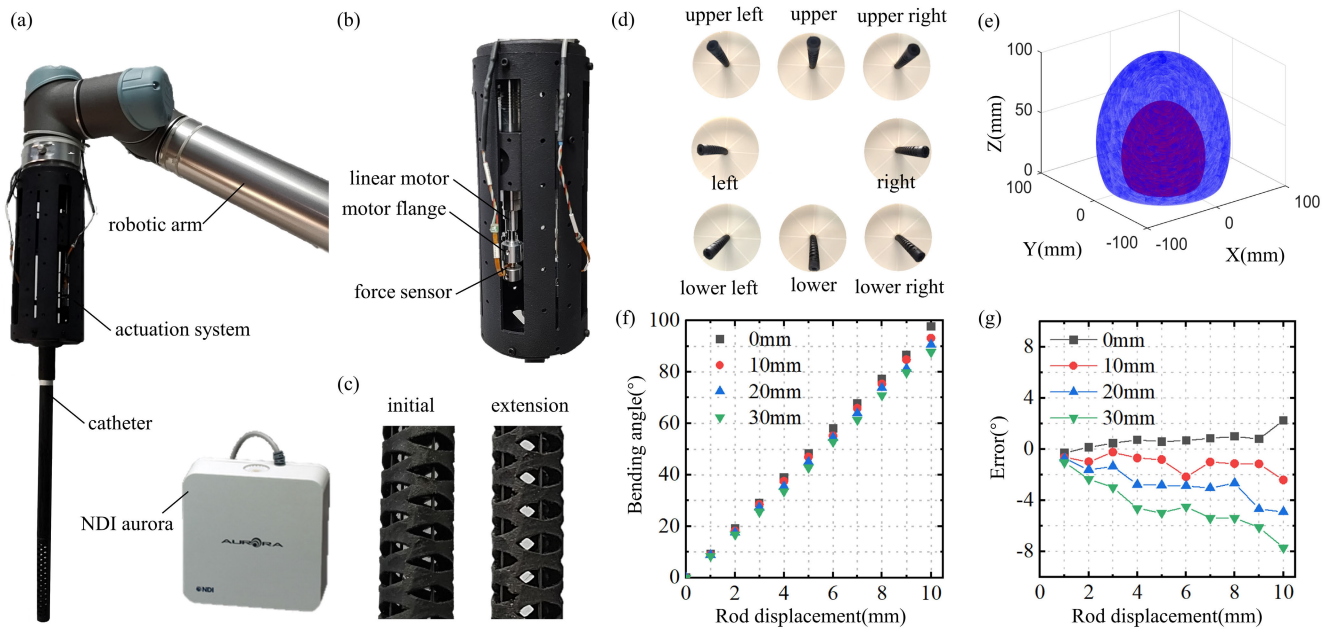 (a)
robotic arm
actuation system
catheter
NDI aurora
AURORA
NDI
(b)
linear motor
motor flange
force sensor
(c)
initial
extension
(d)
upper left
upper
upper right
left
right
lower left
lower
lower right
(e)
100
50
0
Z(mm)
100
0
-100
Y(mm)
-100
0
100
X(mm)
(f)
100
80
60
40
20
0
Bending angle(°)
0mm
10mm
20mm
30mm
0 2 4 6 8 10
Rod displacement(mm)
(g)
8
4
0
-4
-8
Error(°)
0mm
10mm
20mm
30mm
0 2 4 6 8 10
Rod displacement(mm)